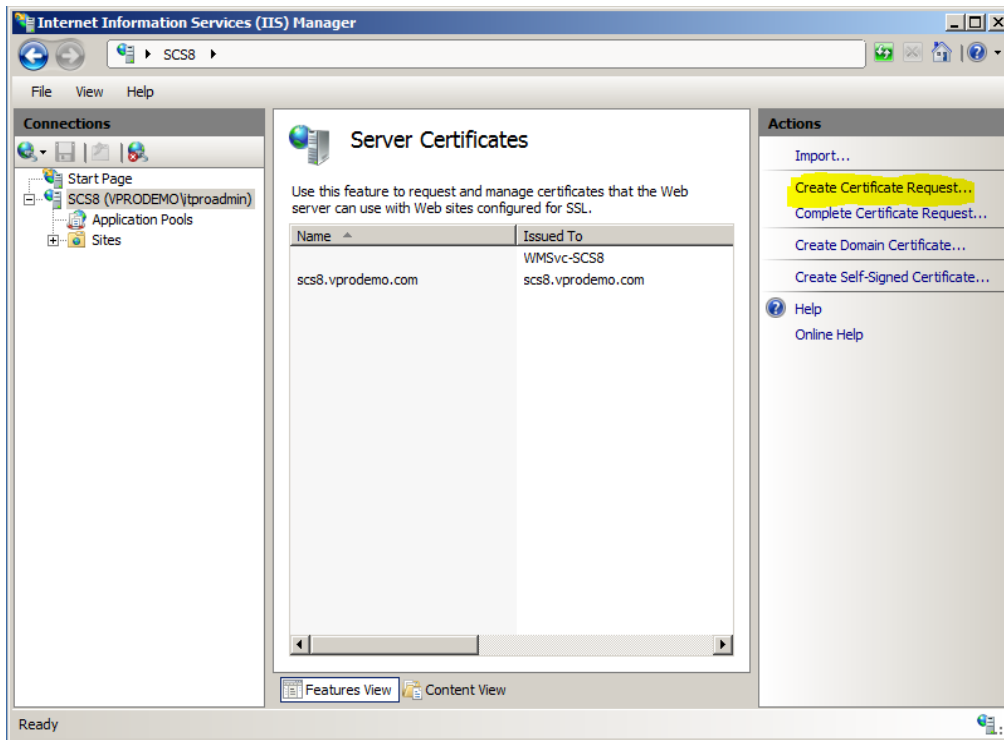 Internet Information Services (IIS) Manager
SCS8
File View Help
Connections
Start Page
SCS8 (VPRODEMO\itproadmin)
Application Pools
Sites
Server Certificates
Use this feature to request and manage certificates that the Web
server can use with Web sites configured for SSL.
Name Issued To
WMSvc-SCS8
scs8.vprodemo.com scs8.vprodemo.com
Features View Content View
Actions
Import...
Create Certificate Request...
Complete Certificate Request...
Create Domain Certificate...
Create Self-Signed Certificate...
Help
Online Help
Ready